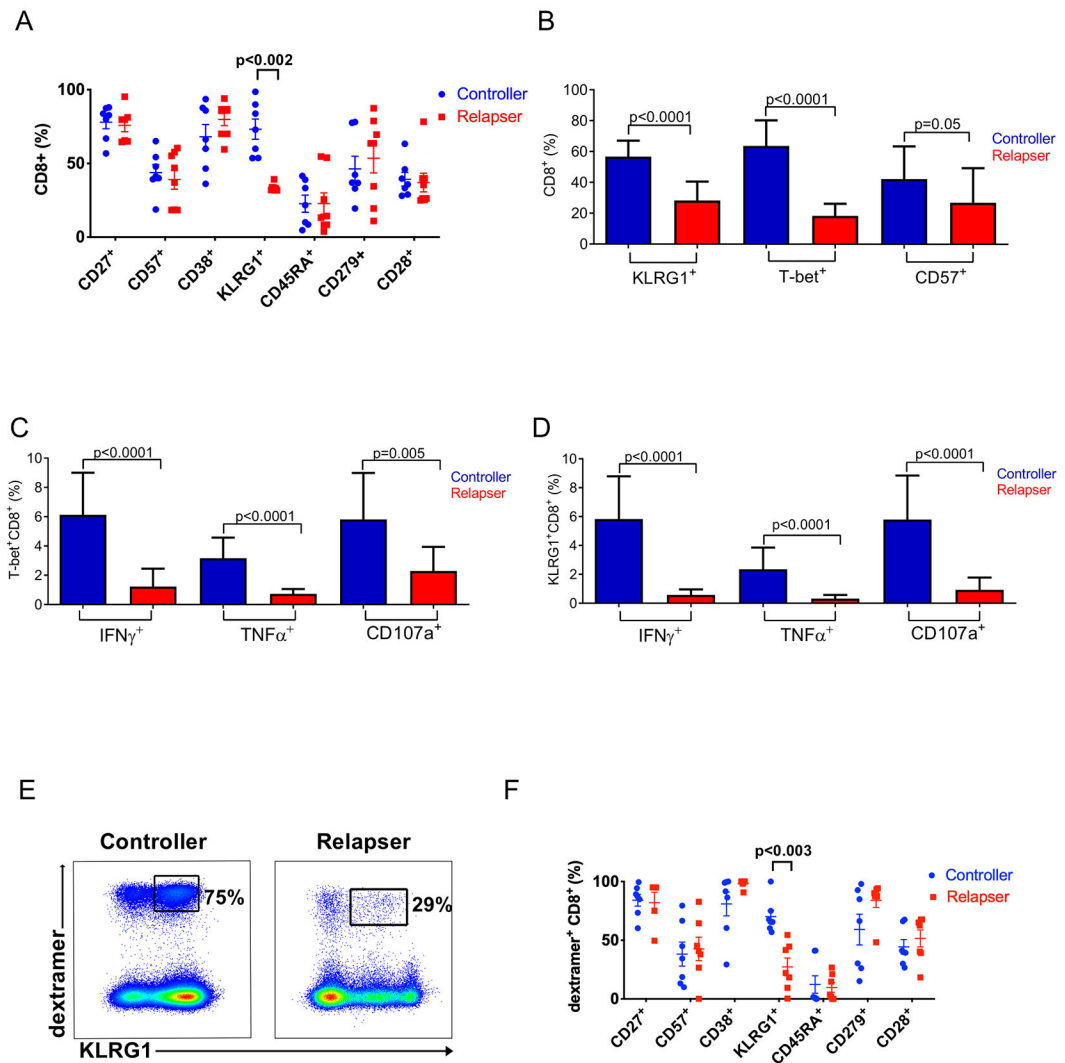 A
p<0.002
Controller
Relapser
CD8+ (%)
100
50
0
CD27⁺
CD57⁺
CD38⁺
KLRG1⁺
CD45RA⁺
CD279+
CD28⁺
B
CD8⁺ (%)
100
80
60
40
20
0
p<0.0001
p<0.0001
p=0.05
Controller
Relapser
KLRG1⁺
T-bet⁺
CD57⁺
C
T-bet⁺CD8⁺ (%)
10
8
6
4
2
0
p<0.0001
p<0.0001
p=0.005
Controller
Relapser
IFNγ⁺
TNFα⁺
CD107a⁺
D
KLRG1⁺CD8⁺ (%)
10
8
6
4
2
0
p<0.0001
p<0.0001
p<0.0001
Controller
Relapser
IFNγ⁺
TNFα⁺
CD107a⁺
E
Controller
Relapser
75%
29%
dextramer
KLRG1
F
p<0.003
Controller
Relapser
dextramer⁺ CD8⁺ (%)
100
50
0
CD27⁺
CD57⁺
CD38⁺
KLRG1⁺
CD45RA⁺
CD279⁺
CD28⁺